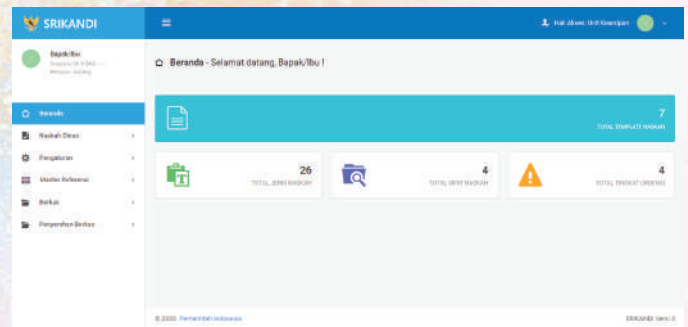 SRIKANDI
Hak Akses: Unit Kearsipan
Bapak/Ibu
Beranda - Selamat datang, Bapak/Ibu !
Beranda
Naskah Dinas
Pengaturan
Master Referensi
Berkas
Penyerahan Berkas
7
TOTAL TEMPLATE NASKAH
26
TOTAL JENIS NASKAH
4
TOTAL SIFAT NASKAH
4
TOTAL TINGKAT URGENSI
Pemerintah Indonesia